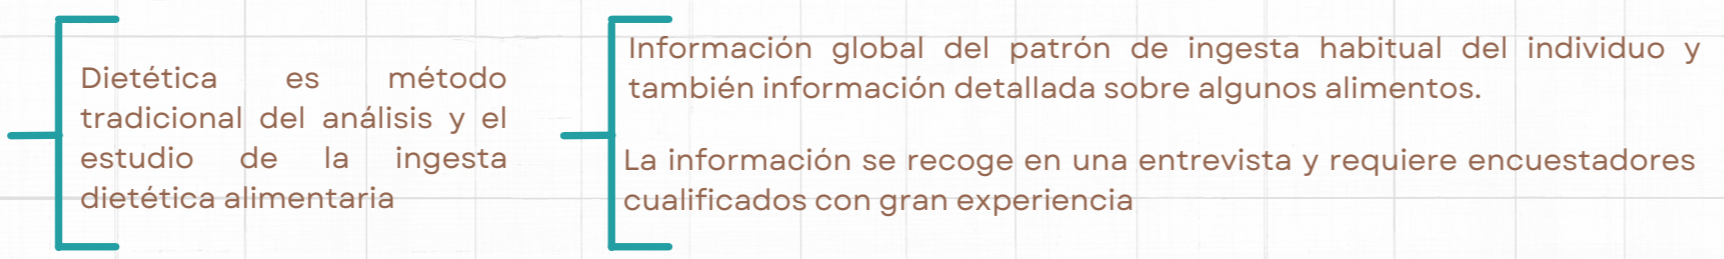 Dietética es método
tradicional del análisis y el
estudio de la ingesta
dietética alimentaria
Información global del patrón de ingesta habitual del individuo y
también información detallada sobre algunos alimentos.
La información se recoge en una entrevista y requiere encuestadores
cualificados con gran experiencia